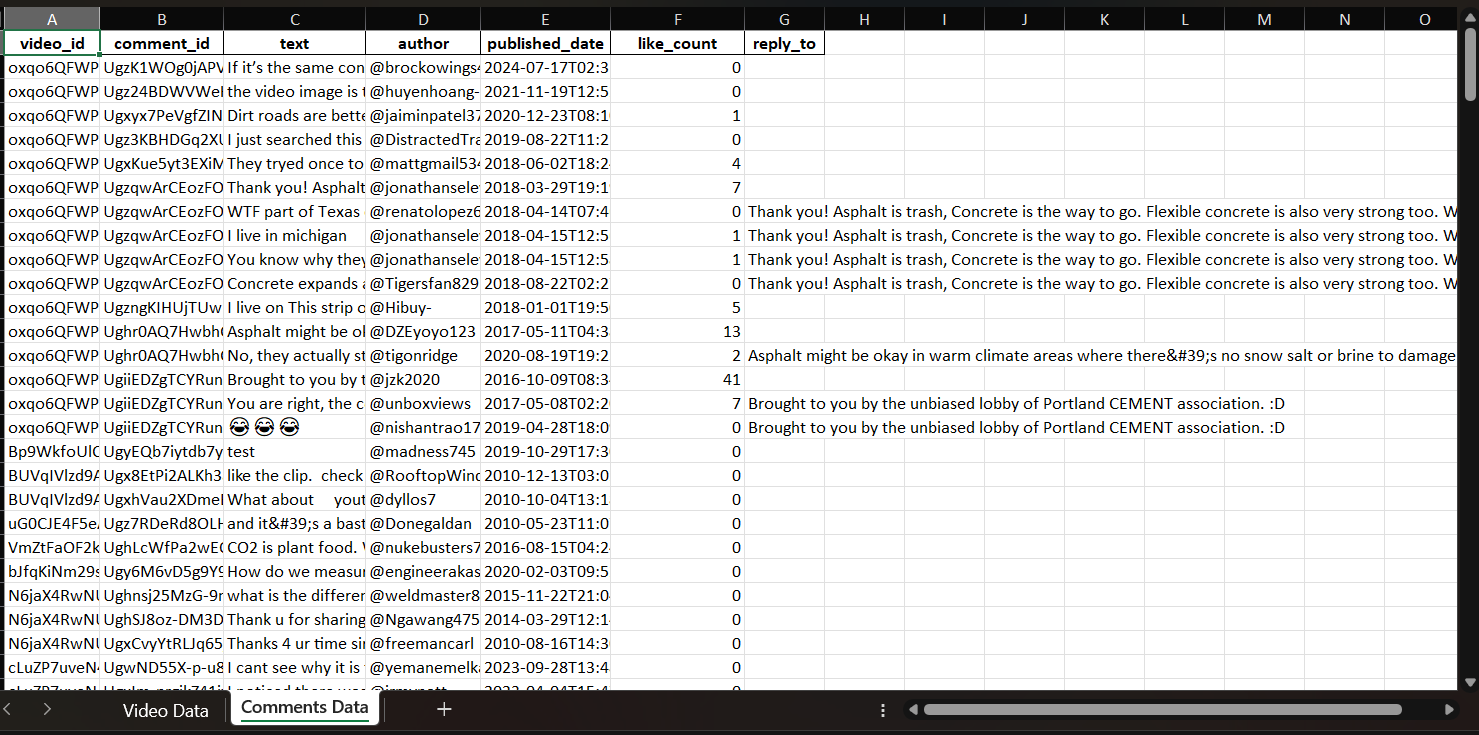 A B C D E F G H I J K L M N O
video_id comment_id text author published_date like_count reply_to
oxqo6QFWP UgzK1WOg0jAPV If it's the same con @brockowings4 2024-07-17T02:3 0
oxqo6QFWP Ugz24BDWVWel the video image is t @huyenhoang- 2021-11-19T12:5 0
oxqo6QFWP Ugxyx7PeVgfZIN Dirt roads are bette @jaiminpatel37 2020-12-23T08:1 1
oxqo6QFWP Ugz3KBHDGq2XU I just searched this @DistractedTra 2019-08-22T11:2 0
oxqo6QFWP UgxKue5yt3EXiM They tryed once to @mattgmail534 2018-06-02T18:2 4
oxqo6QFWP UgzqwArCEozFO Thank you! Asphalt @jonathansele 2018-03-29T19:1 7
oxqo6QFWP UgzqwArCEozFO WTF part of Texas @renatolopez6 2018-04-14T07:4 0 Thank you! Asphalt is trash, Concrete is the way to go. Flexible concrete is also very strong too. W
oxqo6QFWP UgzqwArCEozFO I live in michigan @jonathansele 2018-04-15T12:5 1 Thank you! Asphalt is trash, Concrete is the way to go. Flexible concrete is also very strong too. W
oxqo6QFWP UgzqwArCEozFO You know why they @jonathansele 2018-04-15T12:5 1 Thank you! Asphalt is trash, Concrete is the way to go. Flexible concrete is also very strong too. W
oxqo6QFWP UgzqwArCEozFO Concrete expands a @Tigersfan829 2018-08-22T02:2 0 Thank you! Asphalt is trash, Concrete is the way to go. Flexible concrete is also very strong too. W
oxqo6QFWP UgzngKIHUjTUw I live on This strip o @Hibuy- 2018-01-01T19:5 5
oxqo6QFWP Ughr0AQ7Hwbh Asphalt might be ol @DZEyoyo123 2017-05-11T04:3 13
oxqo6QFWP Ughr0AQ7Hwbh No, they actually st @tigonridge 2020-08-19T19:2 2 Asphalt might be okay in warm climate areas where there&#39;s no snow salt or brine to damage
oxqo6QFWP UgiiEDZgTCYRun Brought to you by t @jzk2020 2016-10-09T08:3 41
oxqo6QFWP UgiiEDZgTCYRun You are right, the c @unboxviews 2017-05-08T02:2 7 Brought to you by the unbiased lobby of Portland CEMENT association. :D
oxqo6QFWP UgiiEDZgTCYRun 😂 😂 😂 @nishantrao17 2019-04-28T18:0 0 Brought to you by the unbiased lobby of Portland CEMENT association. :D
Bp9WkfoUlC UgyEQb7iytdb7y test @madness745 2019-10-29T17:3 0
BUVqIVlzd9A Ugx8EtPi2ALKh3 like the clip. check @RooftopWind 2010-12-13T03:0 0
BUVqIVlzd9A UgxhVau2XDmel What about yout @dyllos7 2010-10-04T13:1 0
uG0CJE4F5e Ugz7RDeRd8OLH and it&#39;s a bast @Donegaldan 2010-05-23T11:0 0
VmZtFaOF2k UghLcWfPa2wE CO2 is plant food. @nukebusters7 2016-08-15T04:2 0
bJfqKiNm29s Ugy6M6vD5g9Y9 How do we measu @engineerakas 2020-02-03T09:5 0
N6jaX4RwNU Ughnsj25MzG-9r what is the differen @weldmaster8 2015-11-22T21:0 0
N6jaX4RwNU UghSJ8oz-DM3D Thank u for sharing @Ngawang475 2014-03-29T12:1 0
N6jaX4RwNU UgxCvyYtRLJq65 Thanks 4 ur time si @freemancarl 2010-08-16T14:3 0
cLuZP7uveN UgwND55X-p-u8 I cant see why it is @yemanemelk 2023-09-28T13:4 0
Video Data Comments Data